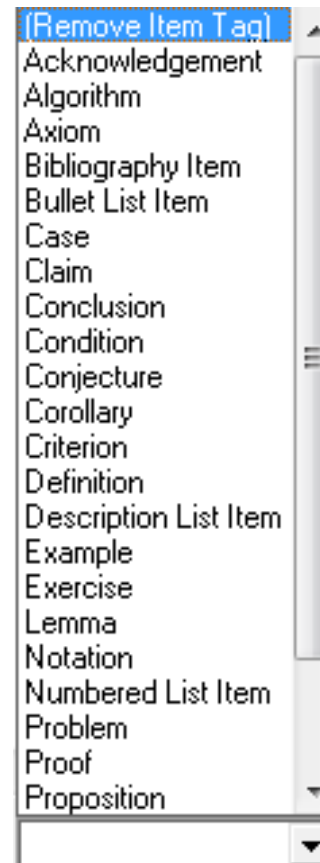 (Remove Item Tag)
Acknowledgement
Algorithm
Axiom
Bibliography Item
Bullet List Item
Case
Claim
Conclusion
Condition
Conjecture
Corollary
Criterion
Definition
Description List Item
Example
Exercise
Lemma
Notation
Numbered List Item
Problem
Proof
Proposition